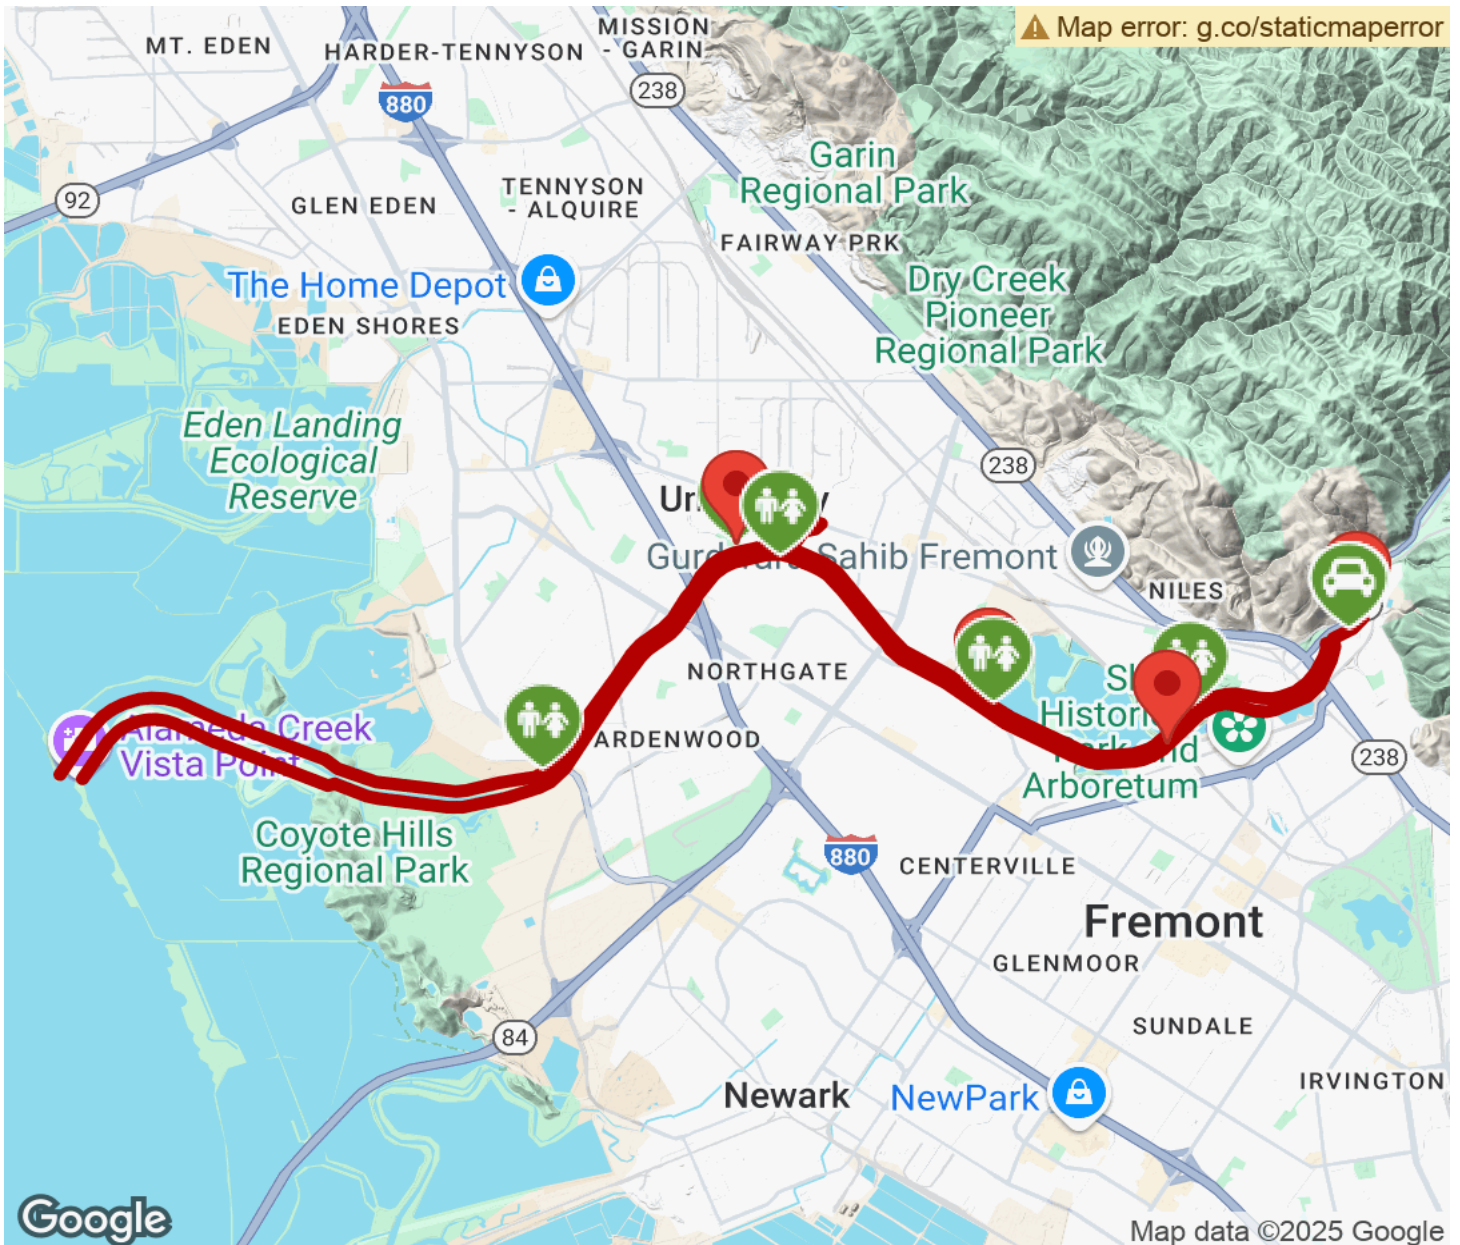 Map error: g.co/staticmaperror
MISSION
- GARIN
MT. EDEN
HARDER-TENNYSON
880
238
Garin
Regional Park
TENNYSON
- ALQUIRE
92
GLEN EDEN
FAIRWAY PRK
The Home Depot
EDEN SHORES
Dry Creek
Pioneer
Regional Park
Eden Landing
Ecological
Reserve
238
Sahib Fremont
NILES
NORTHGATE
ARDENWOOD
Alameda Creek
Vista Point
Arboretum
238
Coyote Hills
Regional Park
880
CENTERVILLE
Fremont
GLENMOOR
SUNDALE
84
IRVINGTON
Newark
NewPark
Google
Map data ©2025 Google